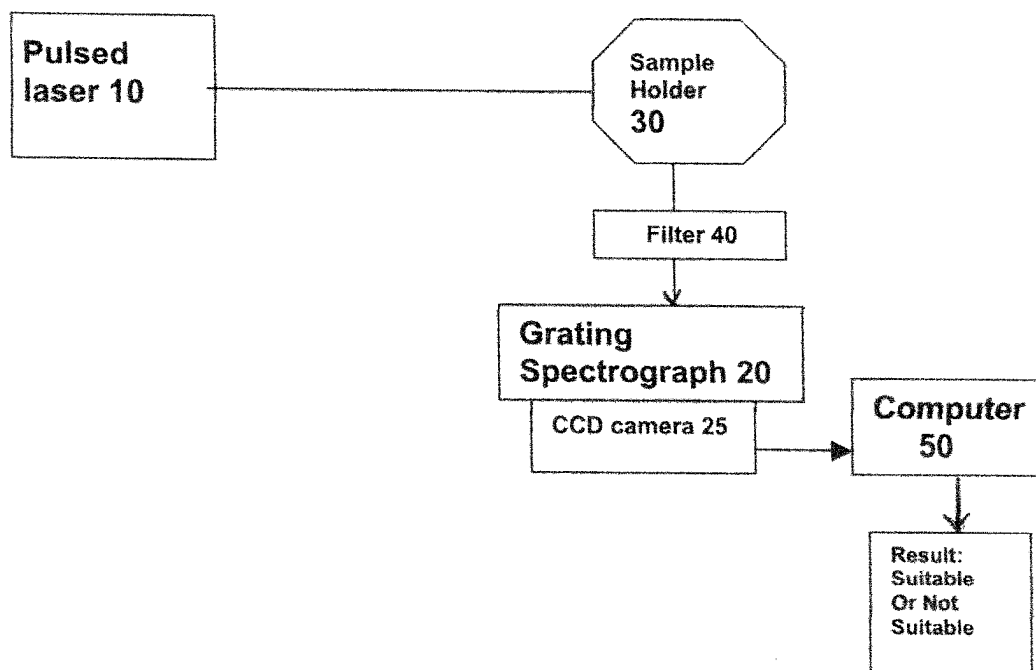 Pulsed
laser 10
Sample
Holder
30
Filter 40
Grating
Spectrograph 20
CCD camera 25
Computer
50
Result:
Suitable
Or Not
Suitable